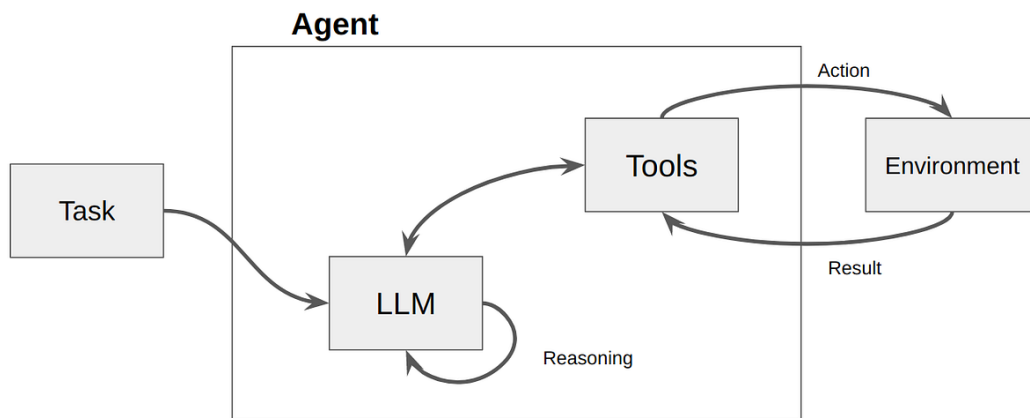 Agent
Action
Tools
Environment
Task
Result
LLM
Reasoning